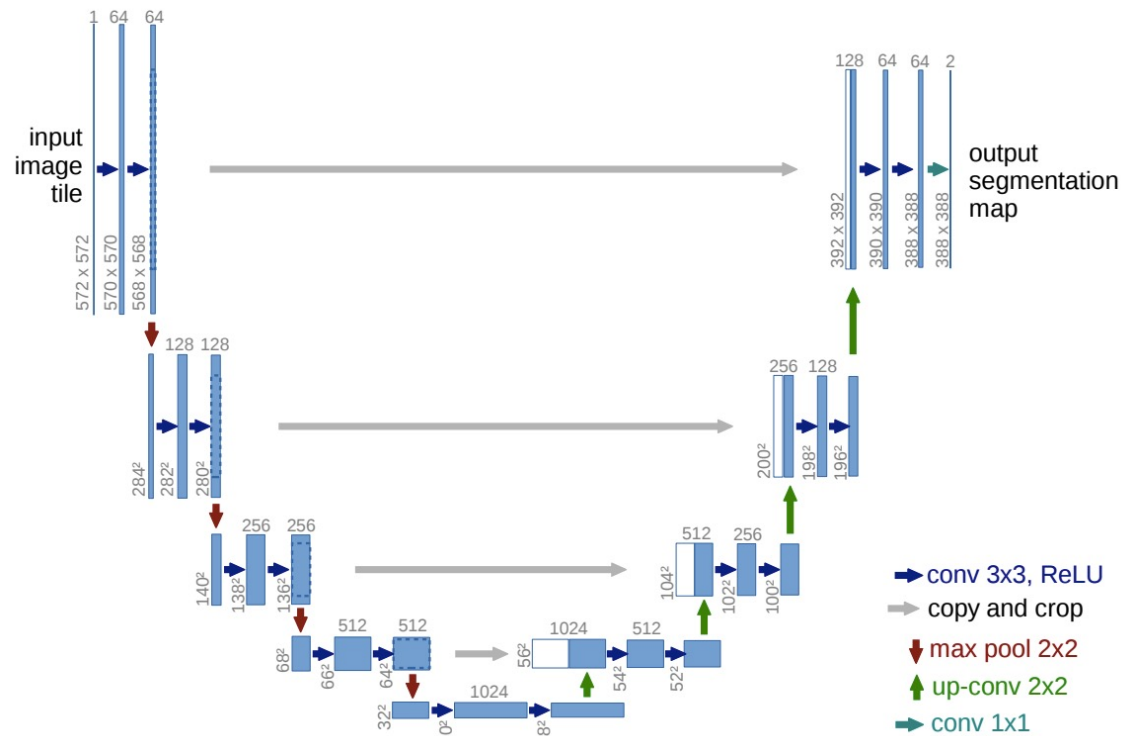 1 64 64
input
image
tile
572 x 572
570 x 570
568 x 568
128 64 64 2
output
segmentation
map
392 x 392
390 x 390
388 x 388
388 x 388
128 128
284²
282²
280²
256 128
200²
198²
196²
256 256
140²
138²
136²
512 256
104²
102²
100²
512 512
68²
66²
64²
1024 512
56²
54²
52²
1024
32²
0²
8²
conv 3x3, ReLU
copy and crop
max pool 2x2
up-conv 2x2
conv 1x1